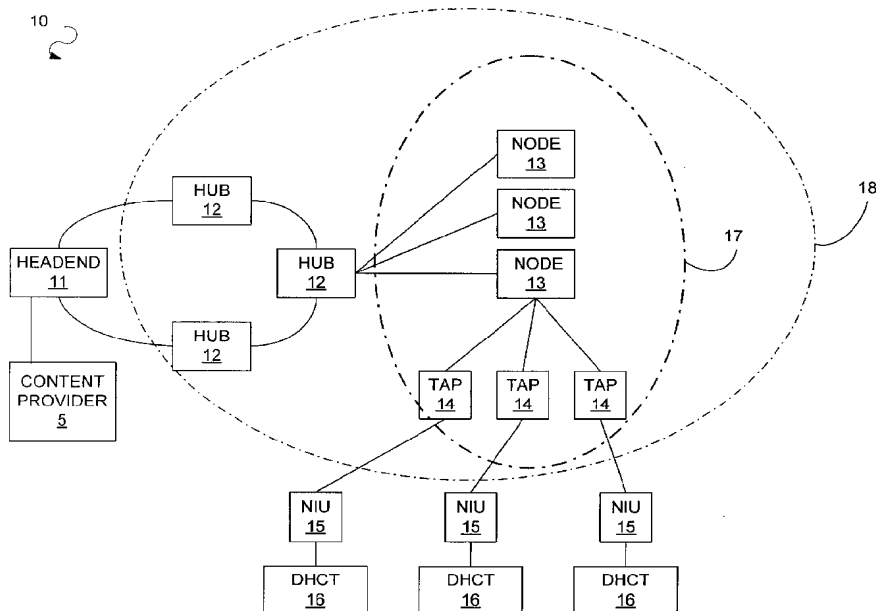 10
NODE
13
HUB
12
NODE
13
18
17
HEADEND
11
HUB
12
NODE
13
HUB
12
CONTENT
PROVIDER
5
TAP
14
TAP
14
TAP
14
NIU
15
NIU
15
NIU
15
DHCT
16
DHCT
16
DHCT
16